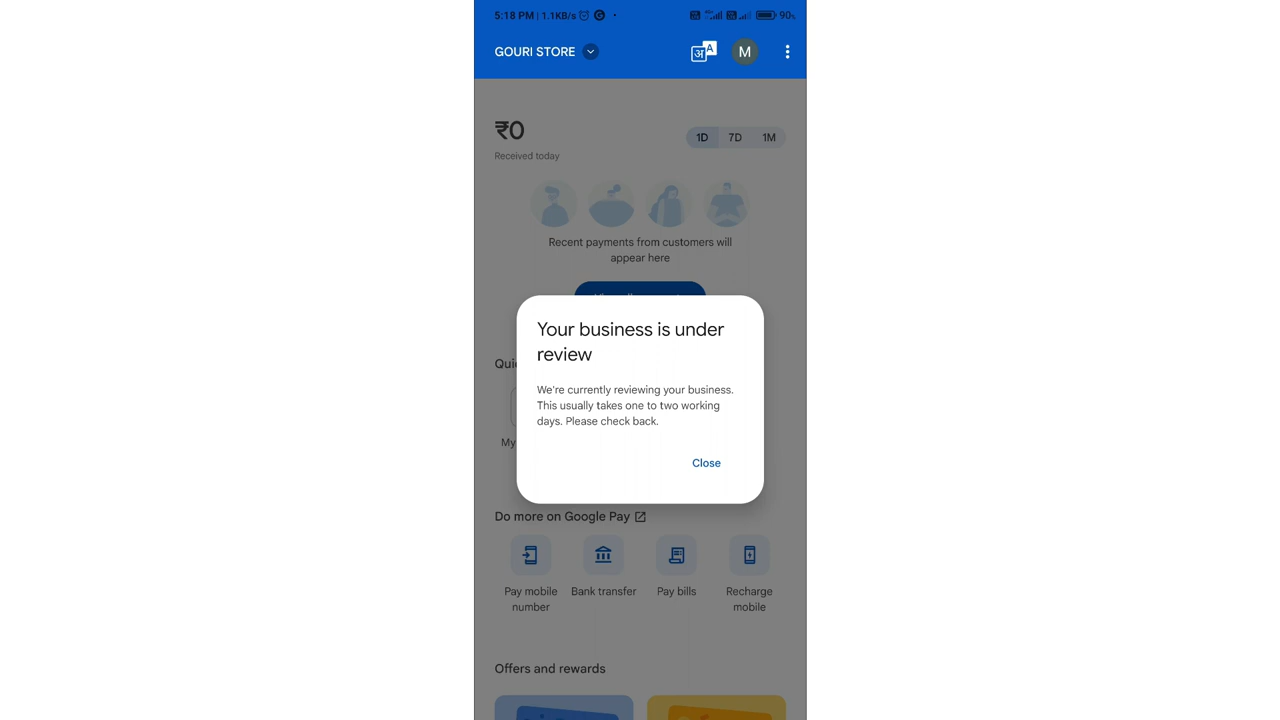 5:18 PM | 1.1KB/s
90%
GOURI STORE
अ A
M
₹0
1D 7D 1M
Received today
Recent payments from customers will
appear here
Your business is under
review
We're currently reviewing your business.
This usually takes one to two working
days. Please check back.
Close
My
Do more on Google Pay
Pay mobile
number
Bank transfer
Pay bills
Recharge
mobile
Offers and rewards